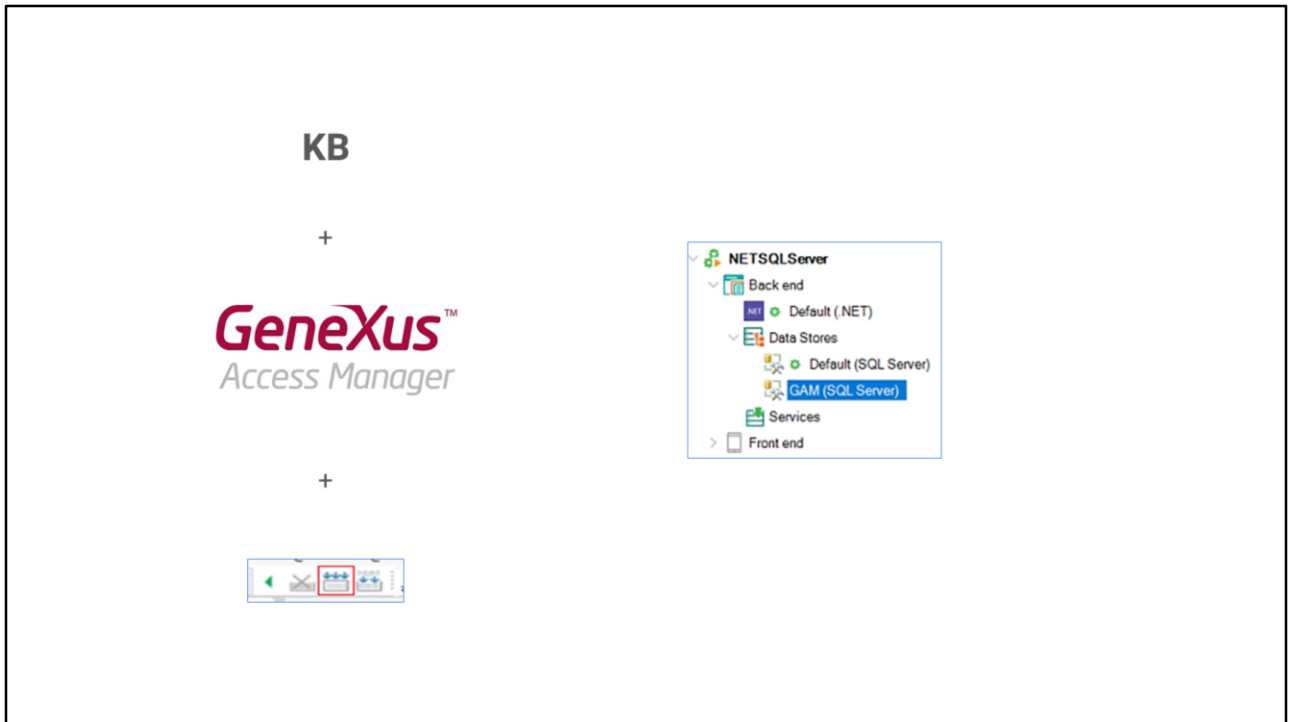 KB
+
GeneXus™
Access Manager
+
NETSQLServer
Back end
.NET Default (.NET)
Data Stores
Default (SQL Server)
GAM (SQL Server)
Services
Front end